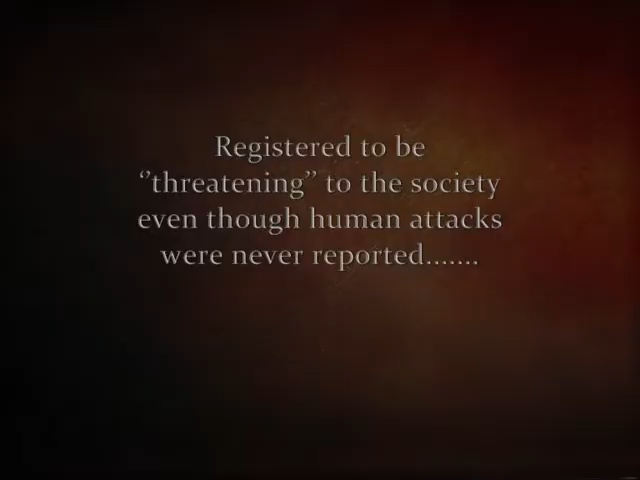 Registered to be
‘’threatening’’ to the society
even though human attacks
were never reported.......